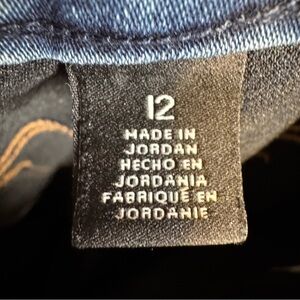 12
MADE IN
JORDAN
HECHO EN
JORDANIA
FABRIQUÉ EN
JORDANIE